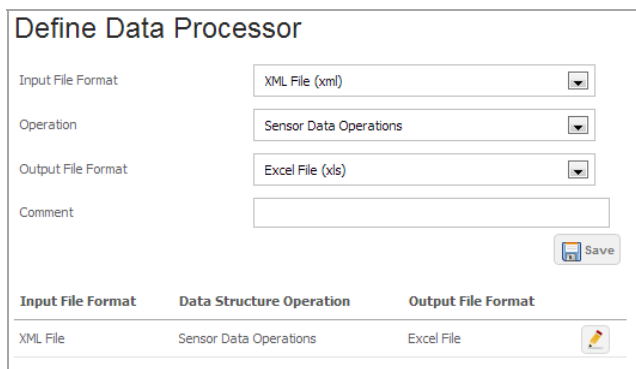 Define Data Processor
Input File Format XML File (xml)
Operation Sensor Data Operations
Output File Format Excel File (xls)
Comment
Save
Input File Format Data Structure Operation Output File Format
XML File Sensor Data Operations Excel File